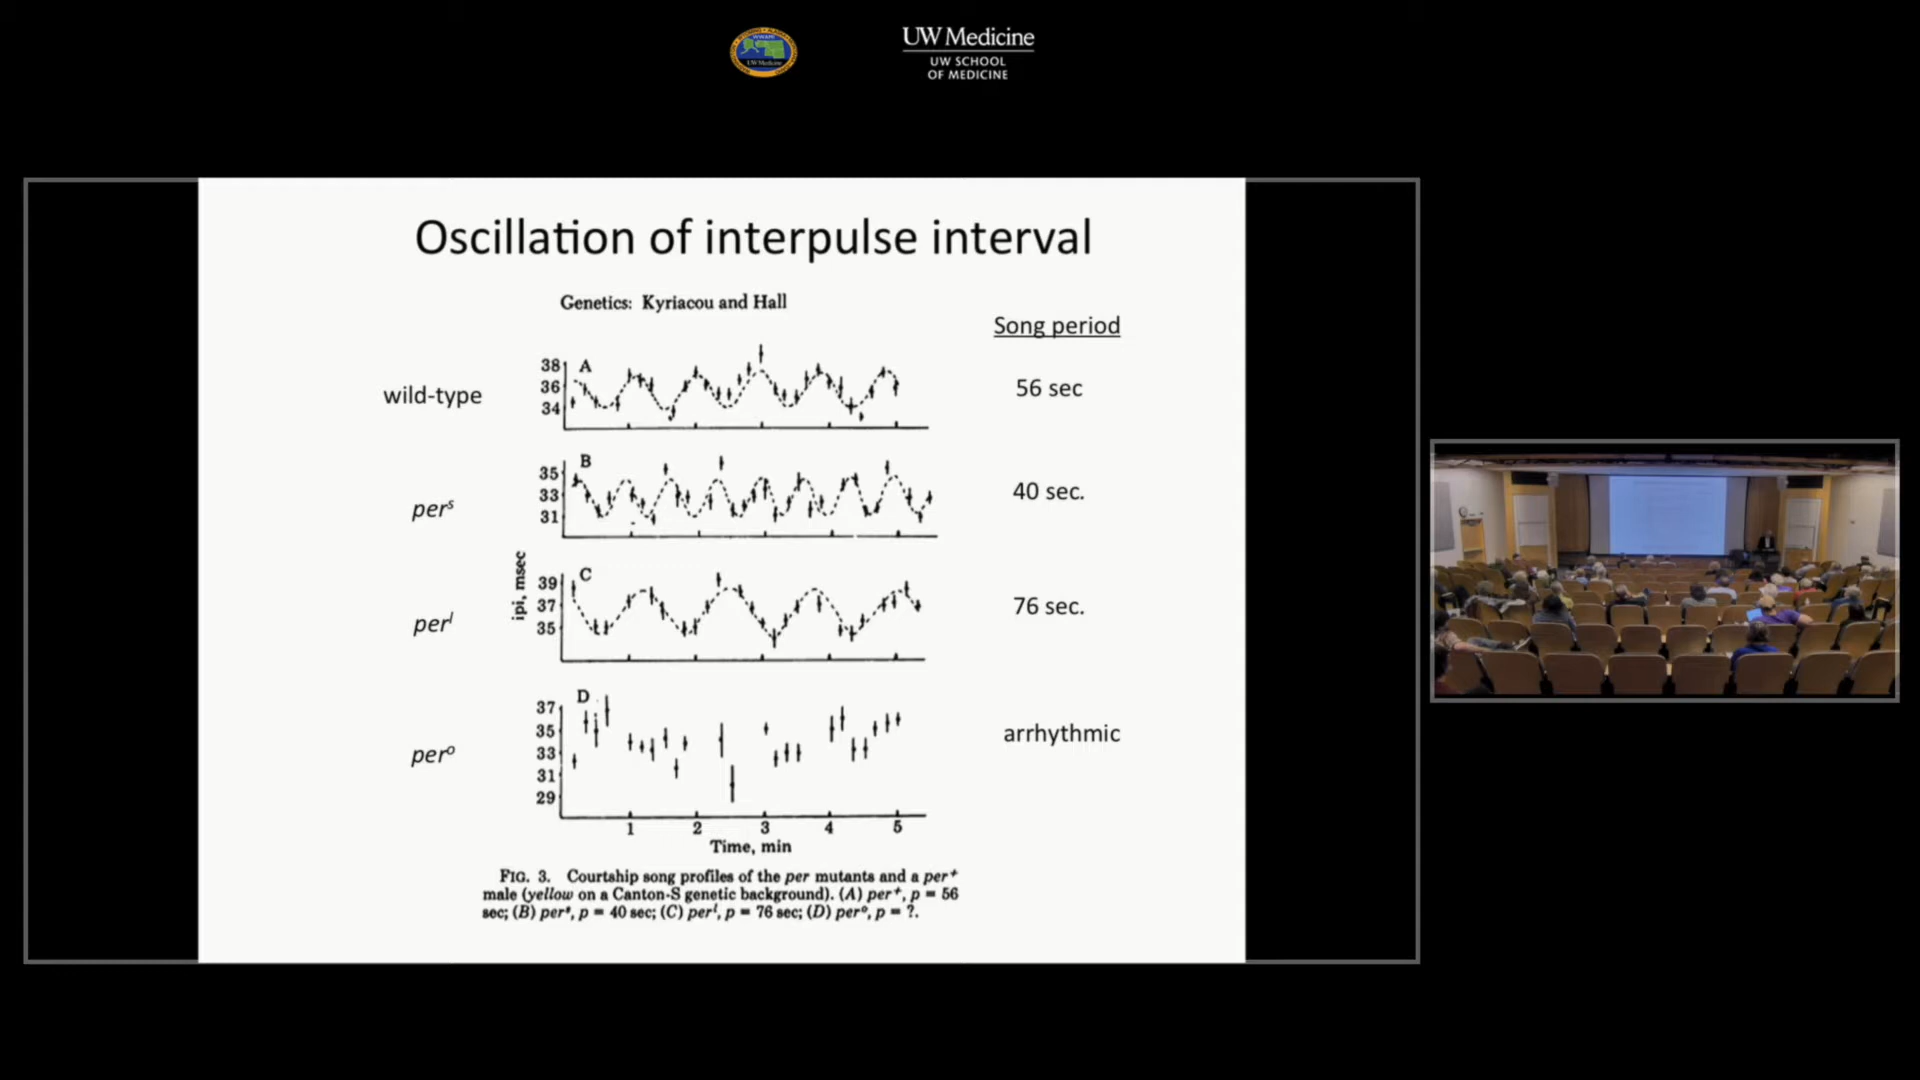 UW Medicine
UW SCHOOL
OF MEDICINE
Oscillation of interpulse interval
Genetics: Kyriacou and Hall
Song period
wild-type
38
36
34
A
56 sec
per^s
35
33
31
B
40 sec.
per^l
ipi, msec
39
37
35
C
76 sec.
per^o
37
35
33
31
29
D
arrhythmic
1 2 3 4 5
Time, min
FIG. 3. Courtship song profiles of the per mutants and a per⁺
male (yellow on a Canton-S genetic background). (A) per⁺, p = 56
sec; (B) perˢ, p = 40 sec; (C) perˡ, p = 76 sec; (D) perᵒ, p = ?.